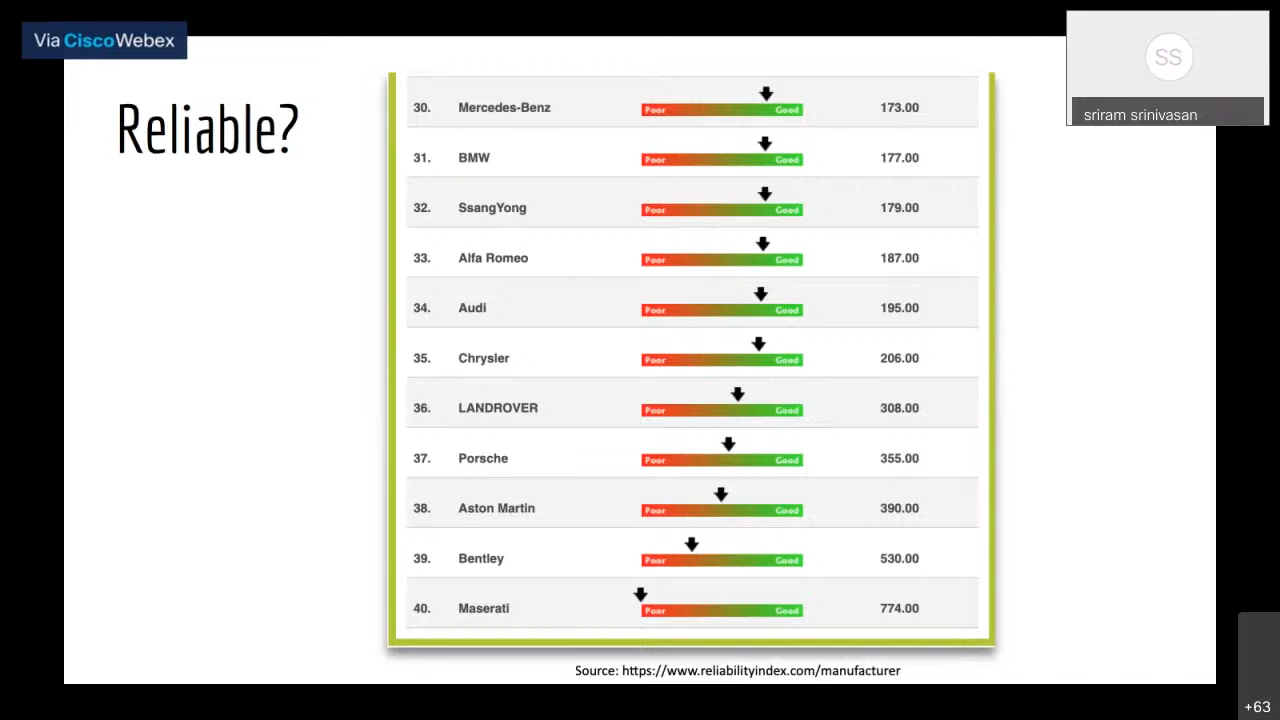 Via CiscoWebex
SS
sriram srinivasan
Reliable?
30. Mercedes-Benz Poor Good 173.00
31. BMW Poor Good 177.00
32. SsangYong Poor Good 179.00
33. Alfa Romeo Poor Good 187.00
34. Audi Poor Good 195.00
35. Chrysler Poor Good 206.00
36. LANDROVER Poor Good 308.00
37. Porsche Poor Good 355.00
38. Aston Martin Poor Good 390.00
39. Bentley Poor Good 530.00
40. Maserati Poor Good 774.00
Source: https://www.reliabilityindex.com/manufacturer
+63